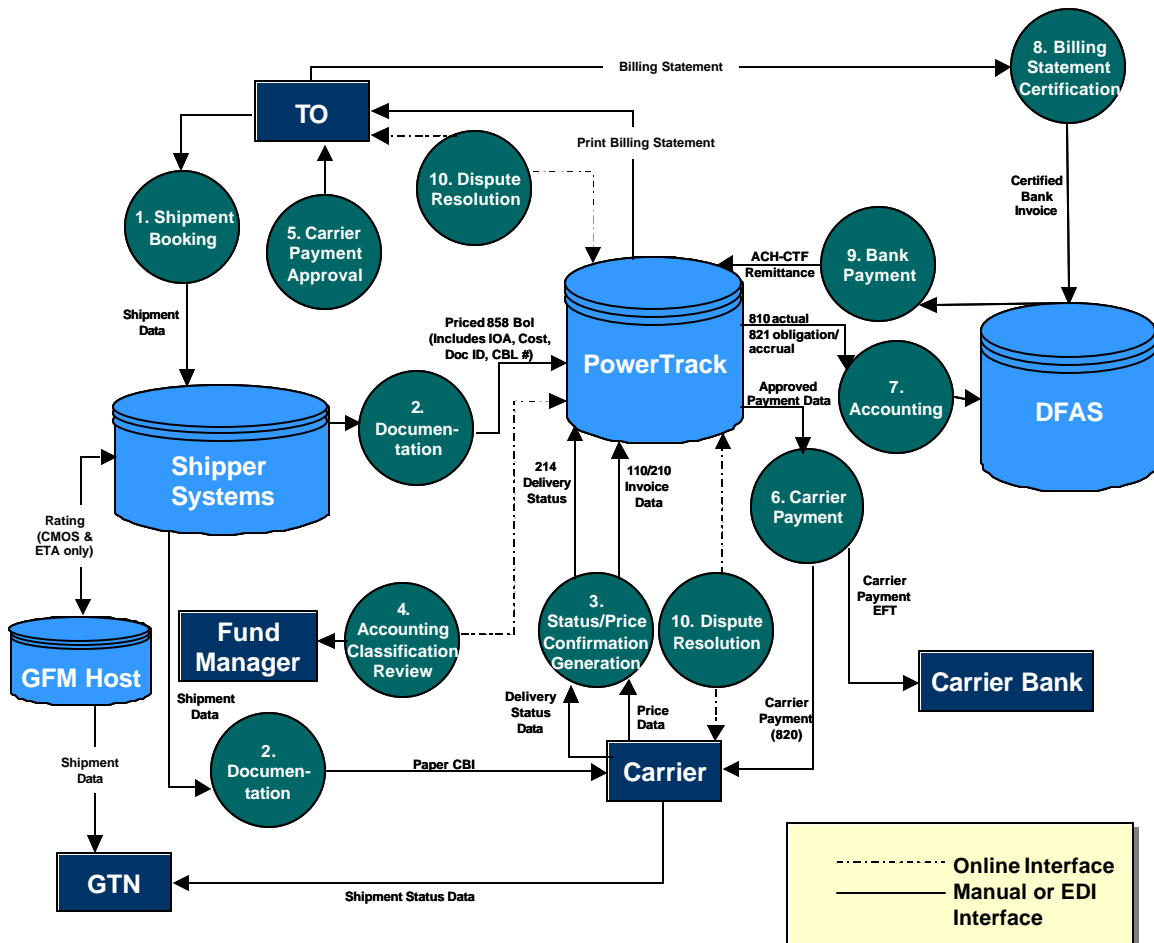 8. Billing
Statement
Certification
Billing Statement
TO
Print Billing Statement
10. Dispute
Resolution
1. Shipment
Booking
5. Carrier
Payment
Approval
Certified
Bank
Invoice
ACH-CTF
Remittance
9. Bank
Payment
Shipment
Data
Priced 858 Bol
(Includes IOA, Cost,
Doc ID, CBL #)
PowerTrack
810 actual
821 obligation/
accrual
Approved
Payment Data
7.
Accounting
DFAS
2.
Documen-
tation
Shipper
Systems
214
Delivery
Status
110/210
Invoice
Data
6. Carrier
Payment
Rating
(CMOS &
ETA only)
Carrier
Payment
EFT
GFM Host
Fund
Manager
4.
Accounting
Classification
Review
3.
Status/Price
Confirmation
Generation
10. Dispute
Resolution
Carrier Bank
Shipment
Data
Delivery
Status
Data
Price
Data
Carrier
Payment
(820)
Shipment
Data
2.
Documen-
tation
Paper CBI
Carrier
GTN
Shipment Status Data
Online Interface
Manual or EDI
Interface